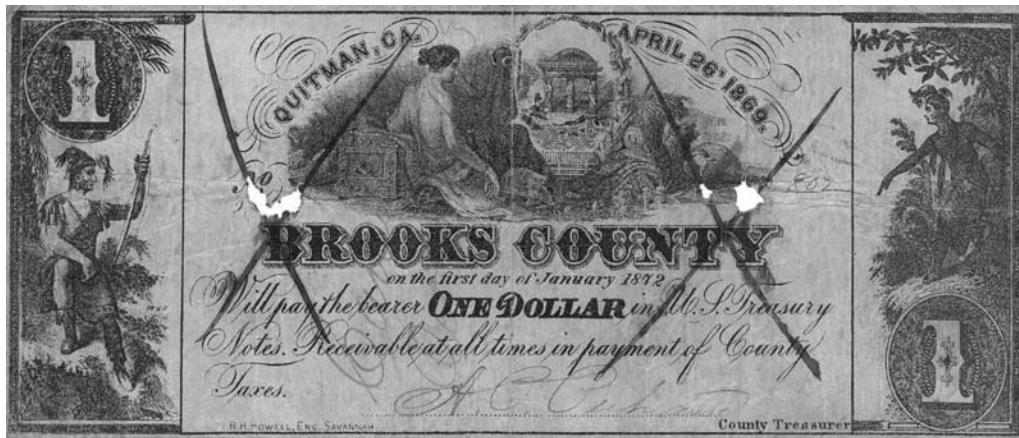 1
QUITMAN, GA.
APRIL 26' 1869.
No
BROOKS COUNTY
on the first day of January 1872
Will pay the bearer ONE DOLLAR in U.S. Treasury
Notes. Receivable at all times in payment of County
Taxes.
R.H. HOWELL, ENG. SAVANNAH.
County Treasurer
1